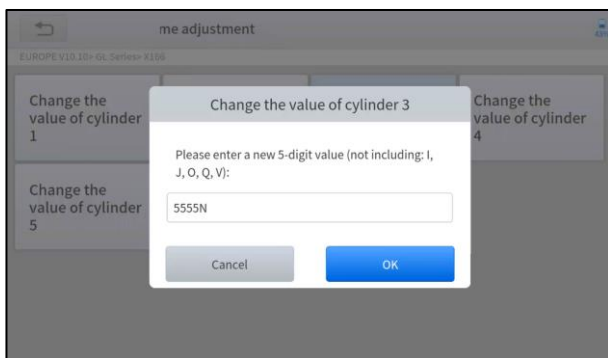 me adjustment
43%
EUROPE V10.10> GL.Series> X166
Change the
value of cylinder
1
Change the
value of cylinder
4
Change the
value of cylinder
5
Change the value of cylinder 3
Please enter a new 5-digit value (not including: I,
J, O, Q, V):
5555N
Cancel
OK